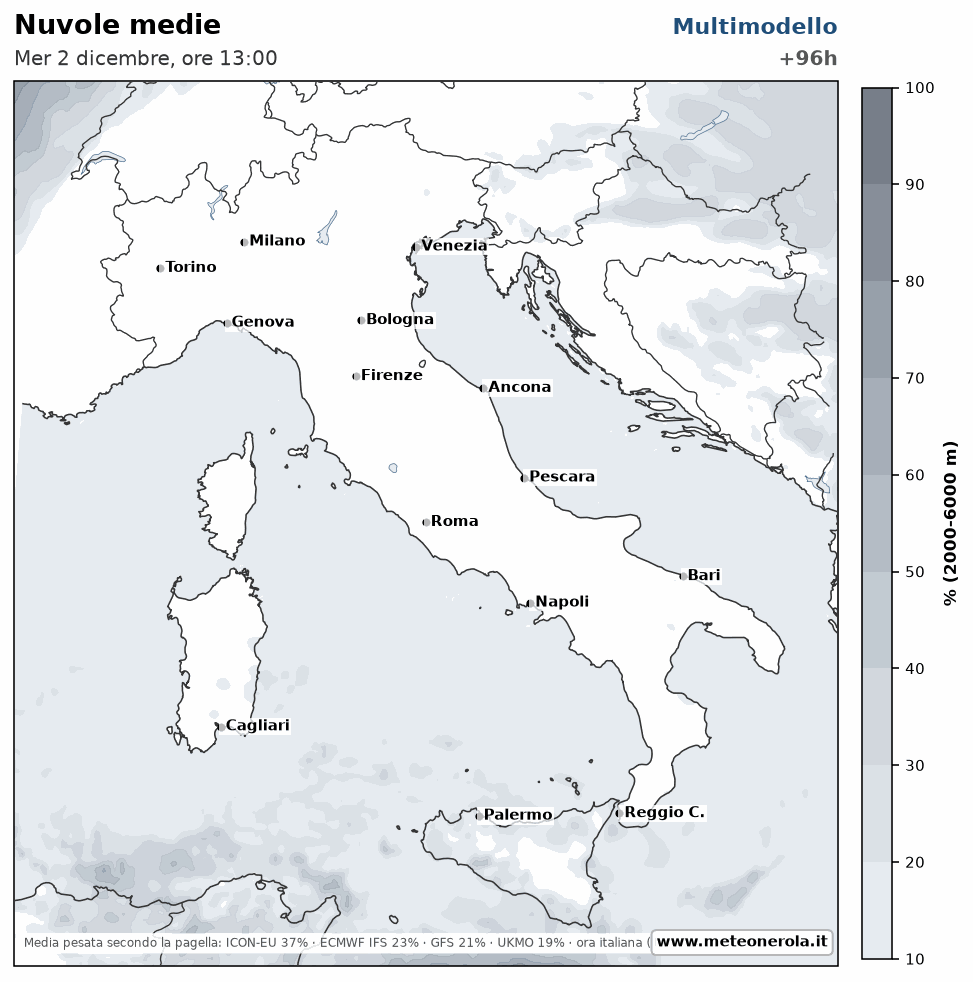 Nuvole medie
Multimodello
Mer 2 dicembre, ore 13:00
+96h
100
90
80
70
60
50
40
30
20
10
% (2000-6000 m)
Milano
Venezia
Torino
Genova
Bologna
Firenze
Ancona
Pescara
Roma
Bari
Napoli
Cagliari
Palermo
Reggio C.
Media pesata secondo la pagella: ICON-EU 37% · ECMWF IFS 23% · GFS 21% · UKMO 19% · ora italiana (
www.meteonerola.it